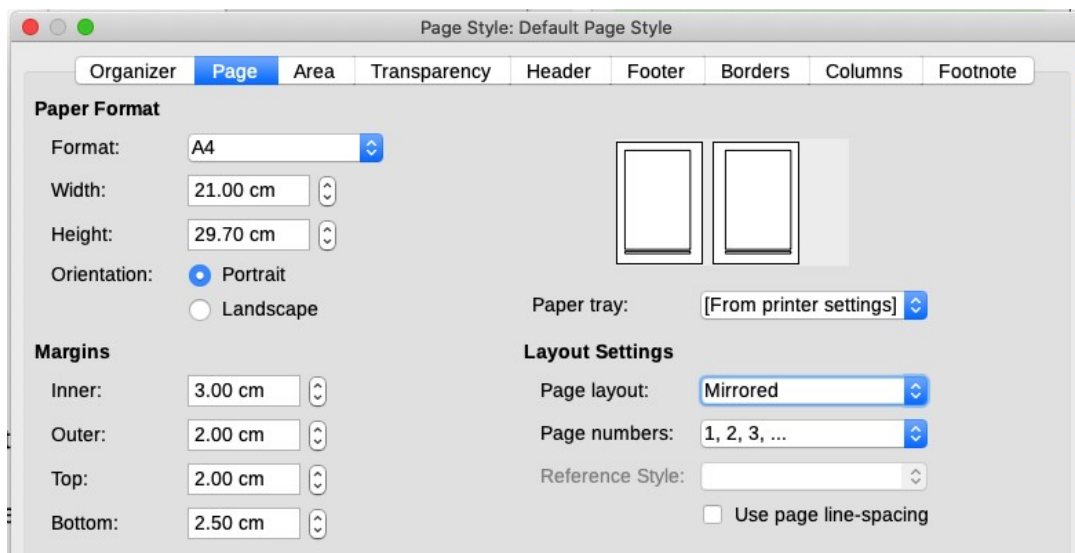 Page Style: Default Page Style
Organizer Page Area Transparency Header Footer Borders Columns Footnote
Paper Format
Format: A4
Width: 21.00 cm
Height: 29.70 cm
Orientation: Portrait
Landscape
Paper tray: [From printer settings]
Margins
Inner: 3.00 cm
Outer: 2.00 cm
Top: 2.00 cm
Bottom: 2.50 cm
Layout Settings
Page layout: Mirrored
Page numbers: 1, 2, 3, ...
Reference Style:
Use page line-spacing